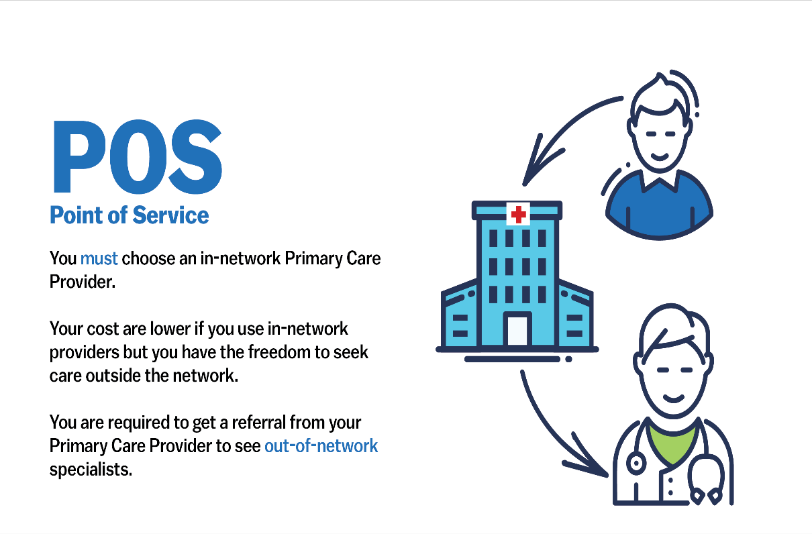 POS
Point of Service
You must choose an in-network Primary Care
Provider.
Your cost are lower if you use in-network
providers but you have the freedom to seek
care outside the network.
You are required to get a referral from your
Primary Care Provider to see out-of-network
specialists.